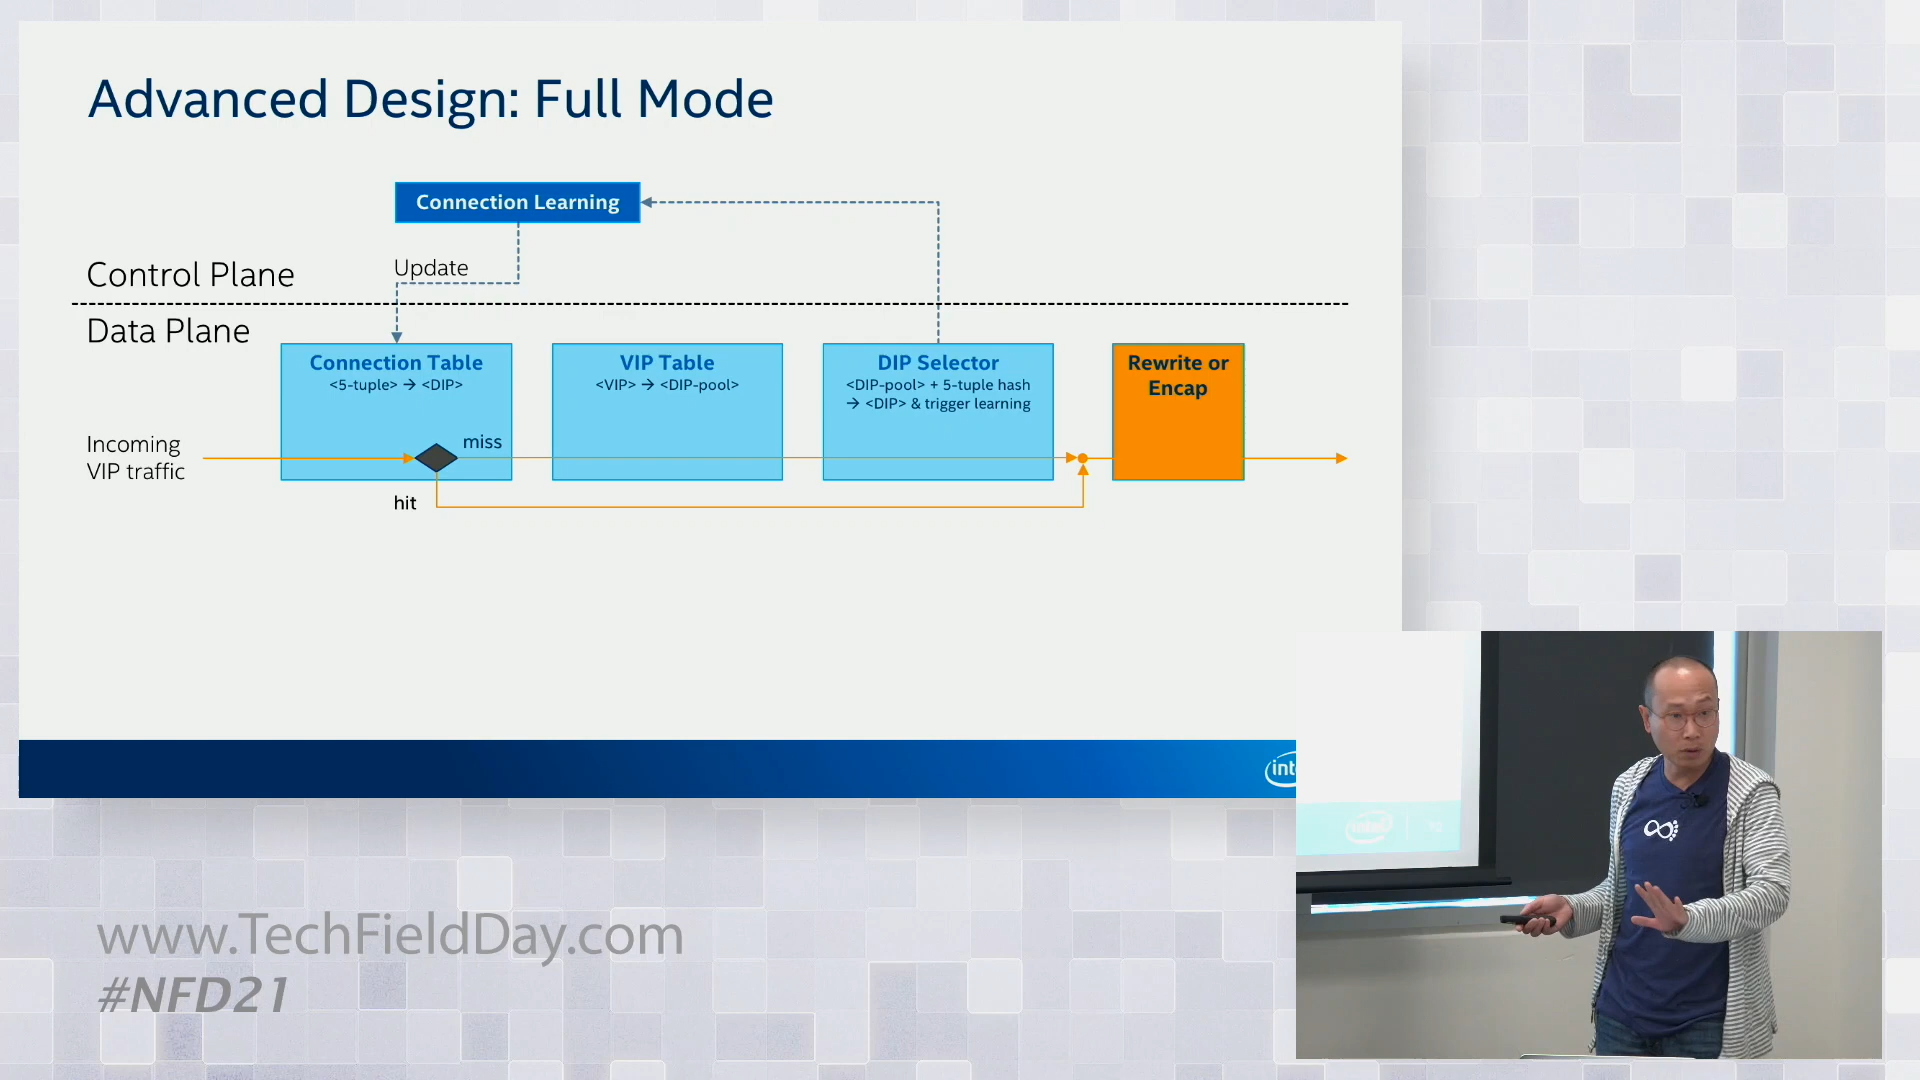 Advanced Design: Full Mode
Connection Learning
Update
Control Plane
Data Plane
Connection Table
<5-tuple> → <DIP>
VIP Table
<VIP> → <DIP-pool>
DIP Selector
<DIP-pool> + 5-tuple hash
→ <DIP> & trigger learning
Rewrite or
Encap
Incoming
VIP traffic
miss
hit
www.TechFieldDay.com
#NFD21